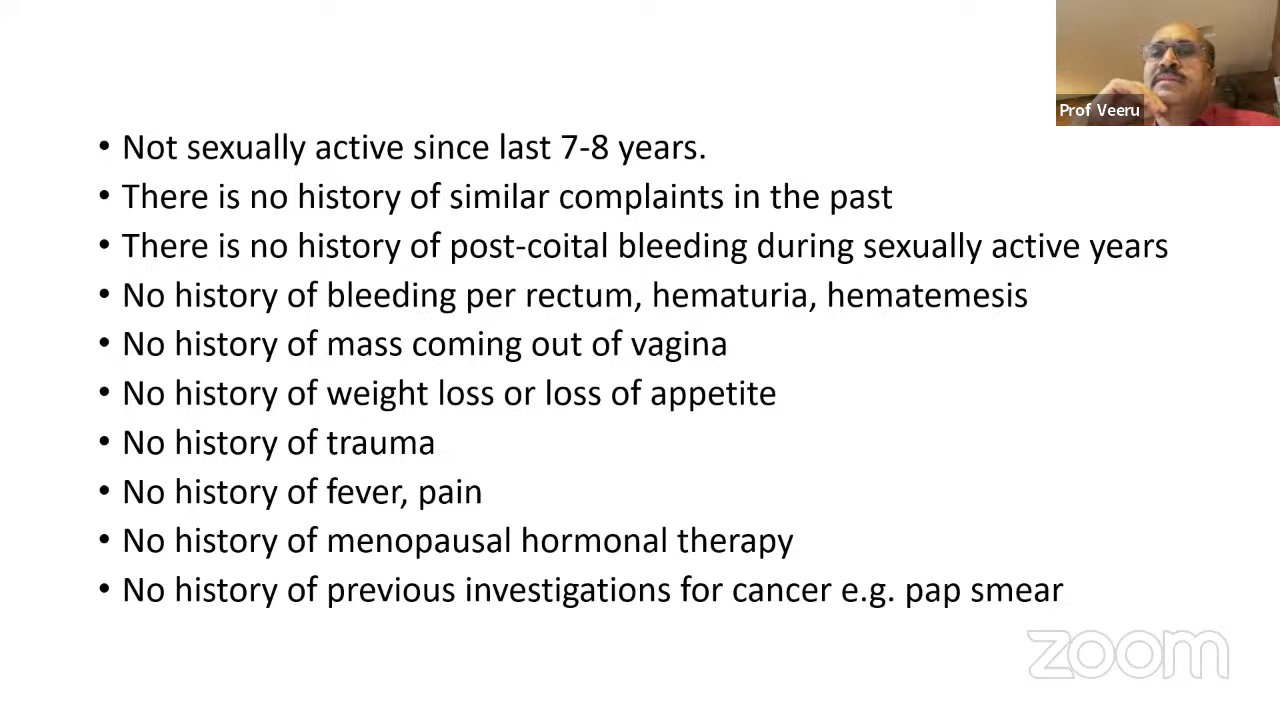 Prof Veeru
• Not sexually active since last 7-8 years.
• There is no history of similar complaints in the past
• There is no history of post-coital bleeding during sexually active years
• No history of bleeding per rectum, hematuria, hematemesis
• No history of mass coming out of vagina
• No history of weight loss or loss of appetite
• No history of trauma
• No history of fever, pain
• No history of menopausal hormonal therapy
• No history of previous investigations for cancer e.g. pap smear
zoom